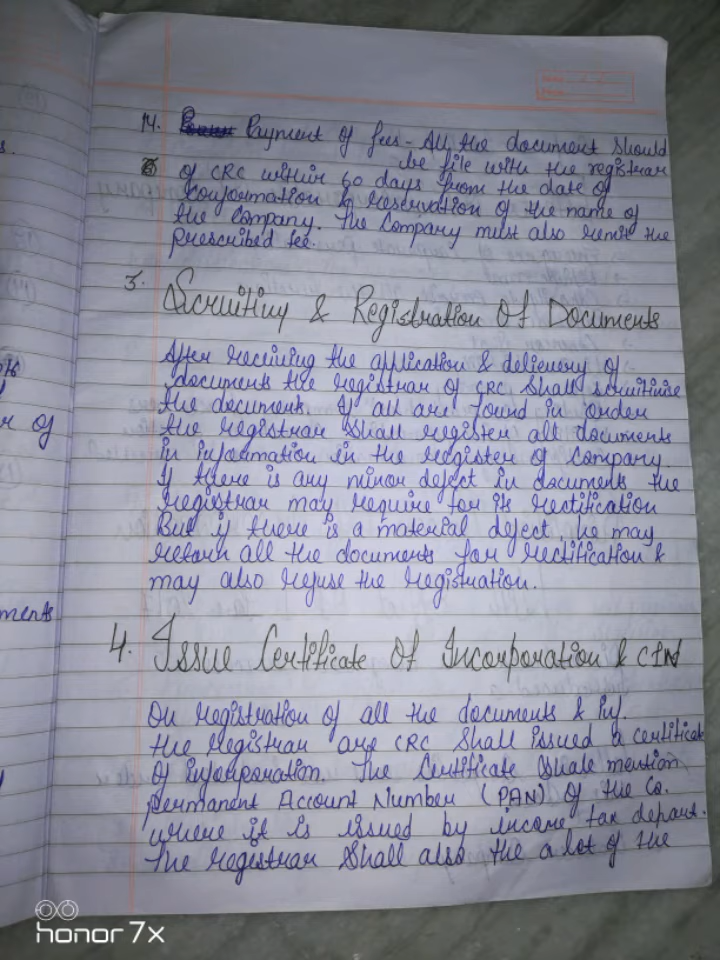 14. Payment of fees - All the document should
be file with the registrar
of CRC within 60 days from the date of
conformation & reservation of the name of
the company. The Company must also remit the
prescribed fee.
3. Scruitiny & Registration Of Documents
After receiving the application & delievery of
documents the registrar of CRC shall scruitinise
the document. If all are found in order
the registrar shall register all documents
in information in the register of company.
If there is any minor defect in documents the
registrar may require for its rectification
But if there is a material defect, he may
return all the documents for rectification &
may also refuse the registration.
4. Issue Certificate Of Incorporation & CIN
On registration of all the documents & inf.
the registrar are CRC shall issued a certificate
Of incorporation. The Certificate shall mention
permanent Account Number (PAN) of the Co.
where it is issued by income tax depart.
The registrar shall also the a lot of the
s.
r of
ments
honor 7x